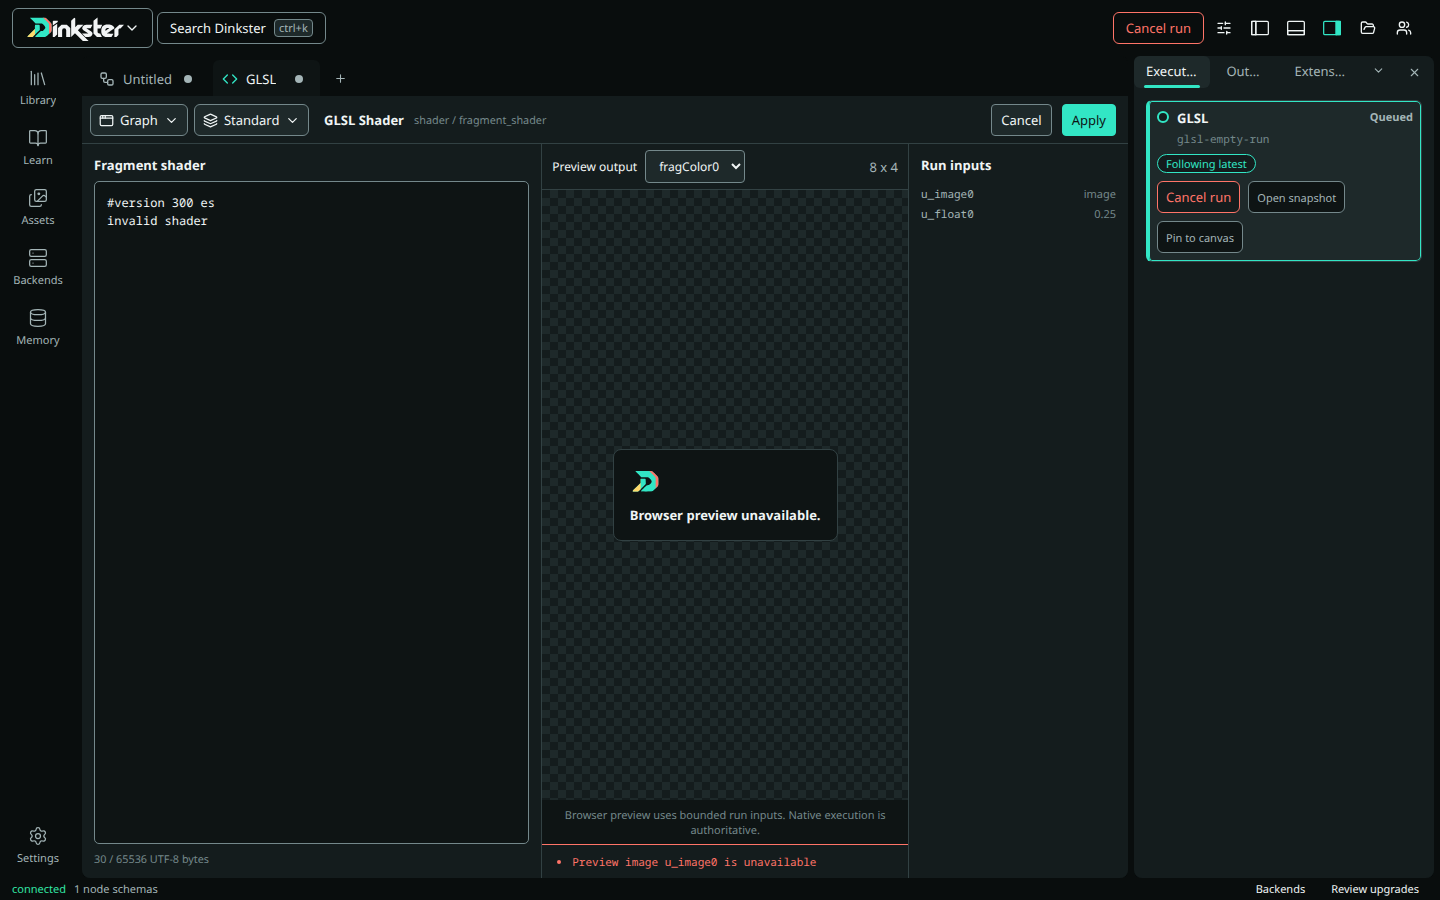 Dinkster
Search Dinkster ctrl+k
Cancel run
Library
Learn
Assets
Backends
Memory
Settings
Untitled
GLSL
Graph
Standard
GLSL Shader
shader / fragment_shader
Cancel
Apply
Fragment shader
#version 300 es
invalid shader
30 / 65536 UTF-8 bytes
Preview output
fragColor0
8 x 4
Browser preview unavailable.
Browser preview uses bounded run inputs. Native execution is
authoritative.
• Preview image u_image0 is unavailable
Run inputs
u_image0 image
u_float0 0.25
Execut...
Out...
Extens...
GLSL
Queued
glsl-empty-run
Following latest
Cancel run
Open snapshot
Pin to canvas
connected
1 node schemas
Backends
Review upgrades